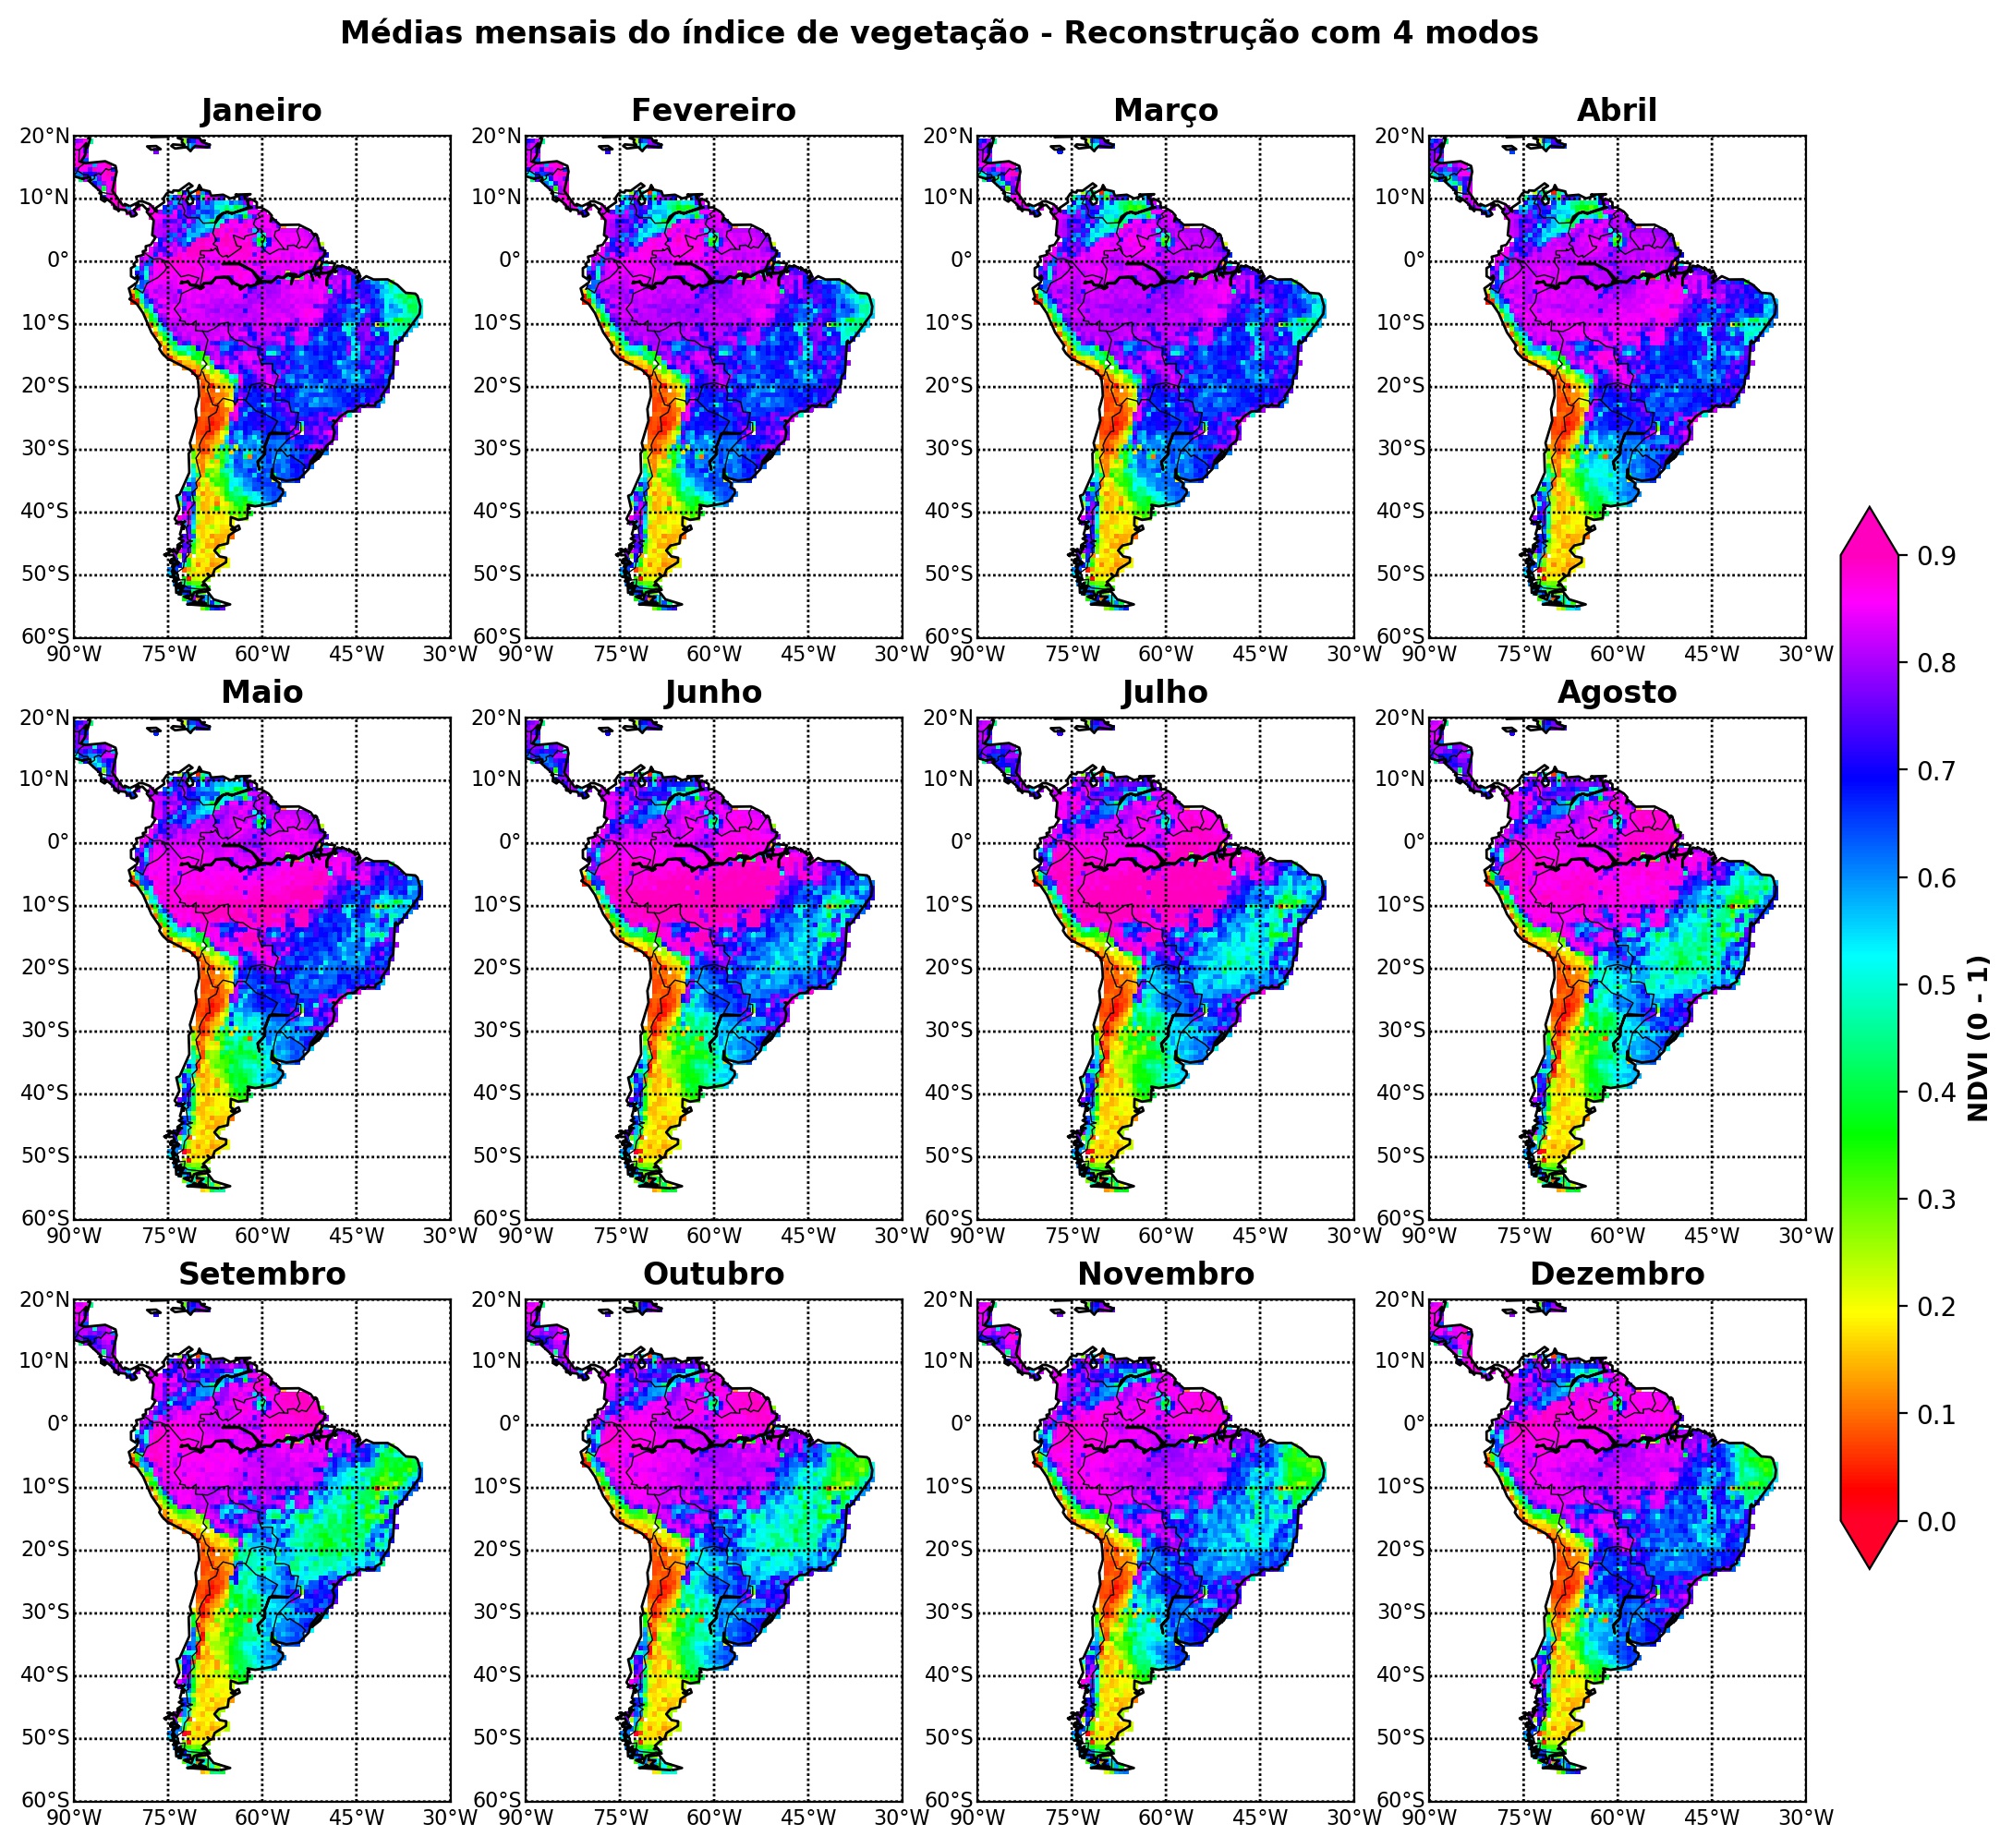 Médias mensais do índice de vegetação - Reconstrução com 4 modos
Janeiro Fevereiro Março Abril
20°N 20°N 20°N 20°N
10°N 10°N 10°N 10°N
0° 0° 0° 0°
10°S 10°S 10°S 10°S
20°S 20°S 20°S 20°S
30°S 30°S 30°S 30°S
40°S 40°S 40°S 40°S
50°S 50°S 50°S 50°S
60°S 60°S 60°S 60°S
90°W 75°W 60°W 45°W 30°W 90°W 75°W 60°W 45°W 30°W 90°W 75°W 60°W 45°W 30°W 90°W 75°W 60°W 45°W 30°W
Maio Junho Julho Agosto
20°N 20°N 20°N 20°N
10°N 10°N 10°N 10°N
0° 0° 0° 0°
10°S 10°S 10°S 10°S
20°S 20°S 20°S 20°S
30°S 30°S 30°S 30°S
40°S 40°S 40°S 40°S
50°S 50°S 50°S 50°S
60°S 60°S 60°S 60°S
90°W 75°W 60°W 45°W 30°W 90°W 75°W 60°W 45°W 30°W 90°W 75°W 60°W 45°W 30°W 90°W 75°W 60°W 45°W 30°W
Setembro Outubro Novembro Dezembro
20°N 20°N 20°N 20°N
10°N 10°N 10°N 10°N
0° 0° 0° 0°
10°S 10°S 10°S 10°S
20°S 20°S 20°S 20°S
30°S 30°S 30°S 30°S
40°S 40°S 40°S 40°S
50°S 50°S 50°S 50°S
60°S 60°S 60°S 60°S
90°W 75°W 60°W 45°W 30°W 90°W 75°W 60°W 45°W 30°W 90°W 75°W 60°W 45°W 30°W 90°W 75°W 60°W 45°W 30°W
0.9
0.8
0.7
0.6
0.5
0.4
0.3
0.2
0.1
0.0
NDVI (0 - 1)